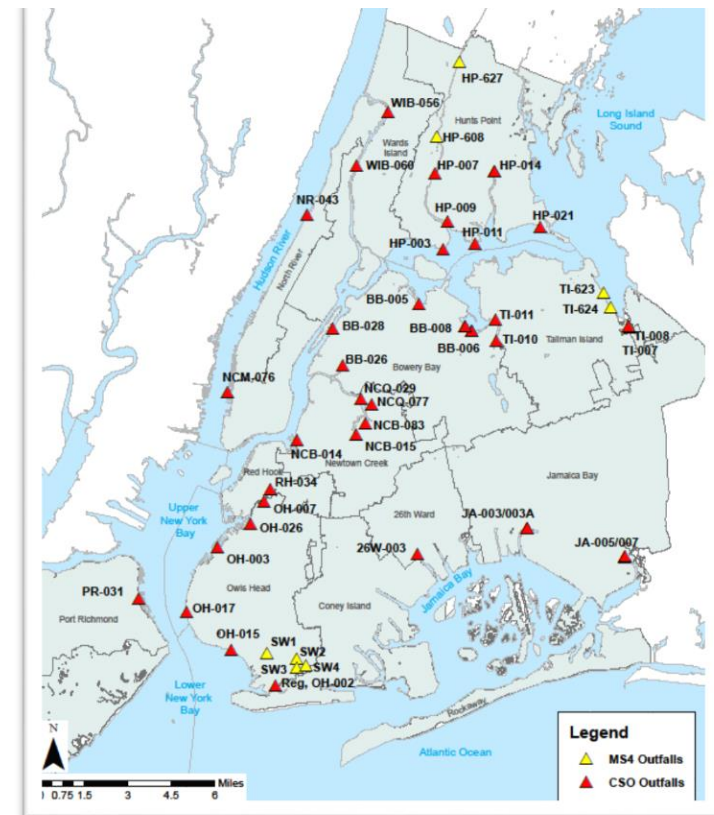 HP-627
WIB-056
Long Island
Sound
Hunts Point
Wards
Island
HP-608
WIB-060
HP-007
HP-014
NR-043
HP-009
HP-021
HP-011
HP-003
Hudson River
North River
TI-623
BB-005
TI-624
TI-011
BB-028
BB-008
TI-008
TI-010
Tallman Island
BB-006
TI-007
BB-026
Bowery Bay
NCM-076
NCQ-029
NCQ-077
NCB-083
NCB-015
NCB-014
Newtown Creek
Red Hook
Jamaica Bay
RH-034
Upper
New York
Bay
OH-007
26th Ward
JA-003/003A
OH-026
26W-003
JA-005/007
OH-003
Jamaica Bay
Owls Head
PR-031
Coney Island
Port Richmond
OH-017
OH-015
SW1
SW2
SW3
SW4
Reg, OH-002
Lower
New York
Bay
Rockaway
Legend
N
Atlantic Ocean
MS4 Outfalls
Miles
CSO Outfalls
0 0.75 1.5 3 4.5 6